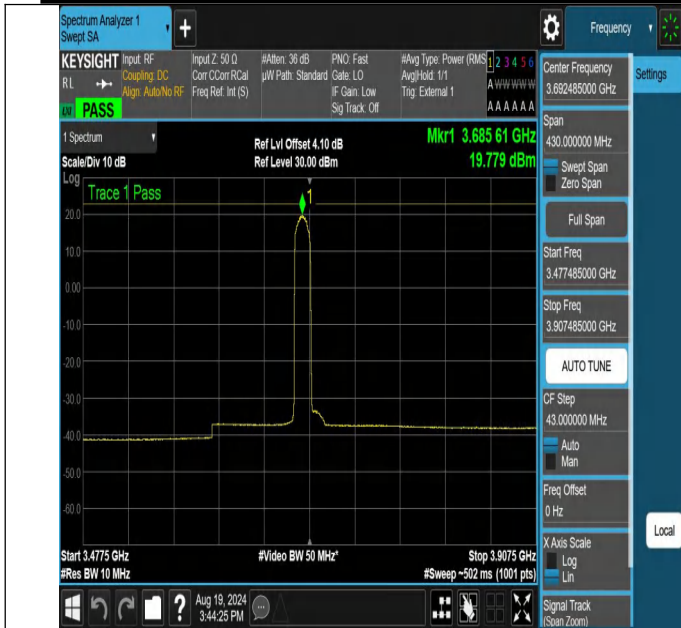 Spectrum Analyzer 1
Swept SA
+
Frequency
KEYSIGHT
RL
PASS
Input: RF
Coupling: DC
Align: Auto/No RF
Input Z: 50 Ω
Corr CCorr RCal
Freq Ref: Int (S)
#Atten: 36 dB
µW Path: Standard
PNO: Fast
Gate: LO
IF Gain: Low
Sig Track: Off
#Avg Type: Power (RMS
Avg|Hold: 1/1
Trig: External 1
1 2 3 4 5 6
A W W W W W
A A A A A A
1 Spectrum
Scale/Div 10 dB
Ref Lvl Offset 4.10 dB
Ref Level 30.00 dBm
Mkr1 3.685 61 GHz
19.779 dBm
Log
Trace 1 Pass
1
20.0
10.0
0.00
-10.0
-20.0
-30.0
-40.0
-50.0
-60.0
Start 3.4775 GHz
#Res BW 10 MHz
#Video BW 50 MHz*
Stop 3.9075 GHz
#Sweep ~502 ms (1001 pts)
?
Aug 19, 2024
3:44:25 PM
Center Frequency
3.692485000 GHz
Span
430.000000 MHz
Swept Span
Zero Span
Full Span
Start Freq
3.477485000 GHz
Stop Freq
3.907485000 GHz
AUTO TUNE
CF Step
43.000000 MHz
Auto
Man
Freq Offset
0 Hz
X Axis Scale
Log
Lin
Signal Track
(Span Zoom)
Settings
Local